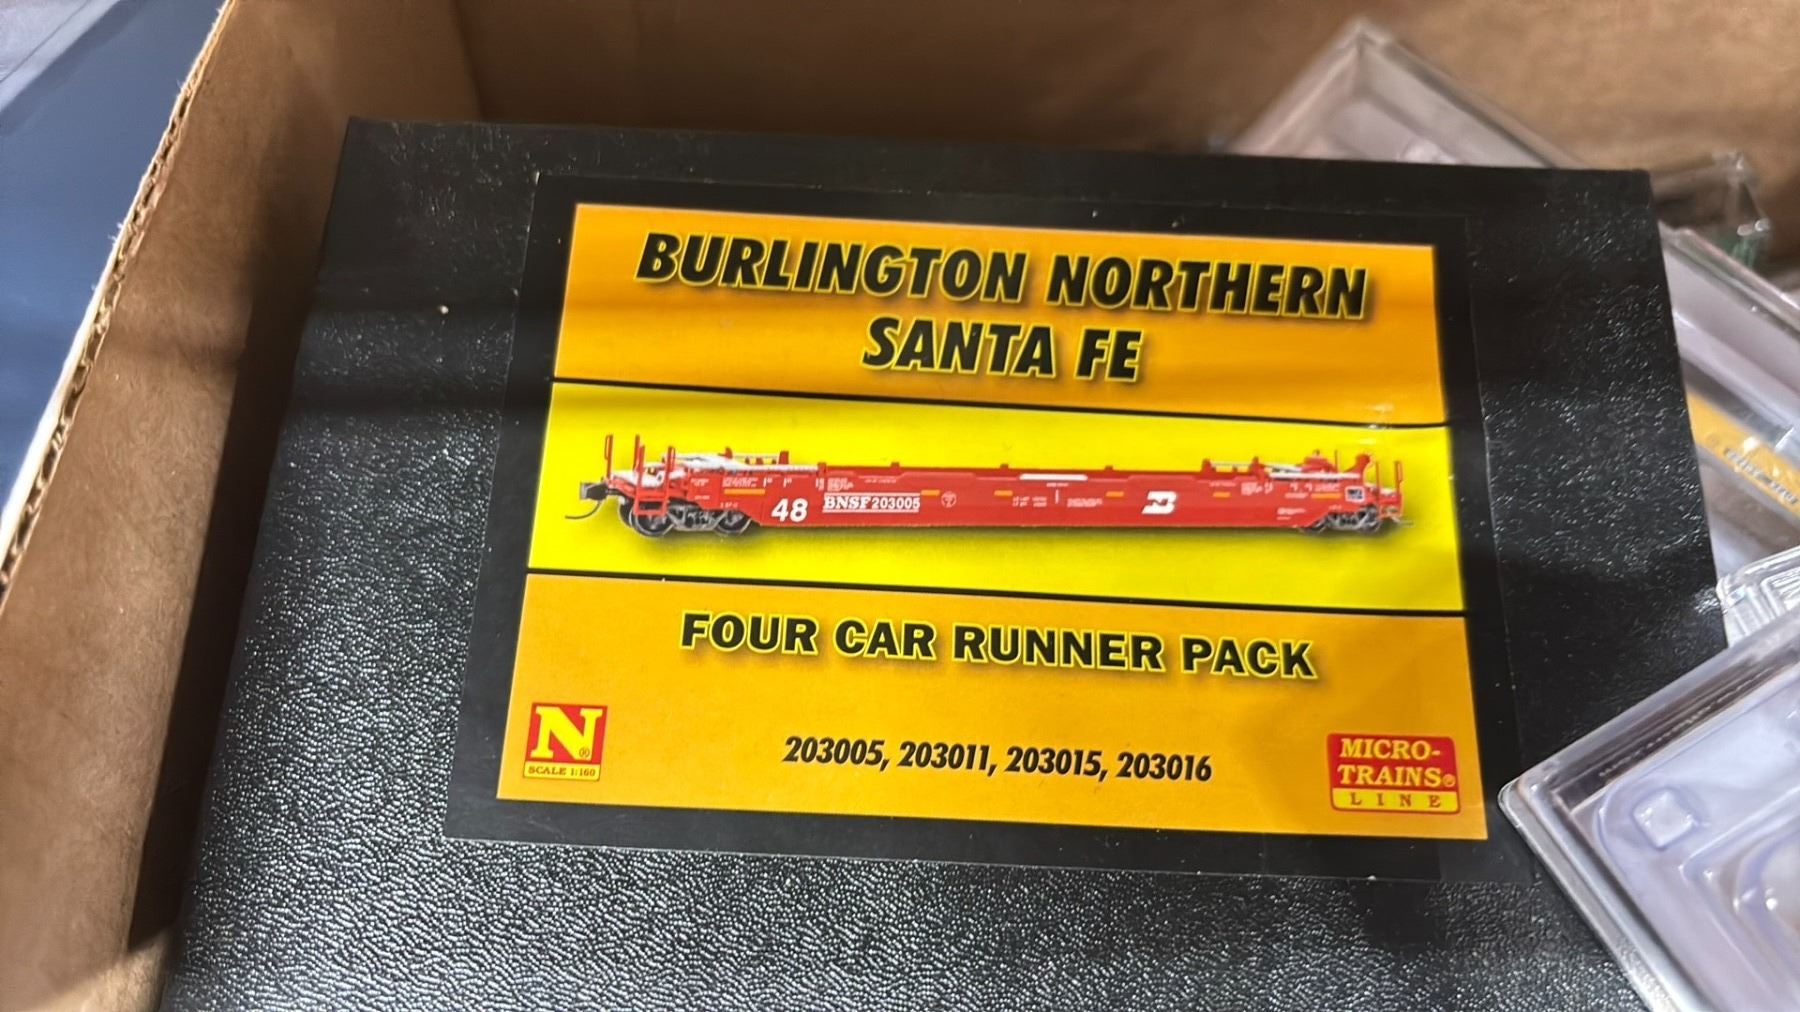 BURLINGTON NORTHERN
SANTA FE
48 BNSF 203005
FOUR CAR RUNNER PACK
203005, 203011, 203015, 203016
N®
SCALE 1:160
MICRO-
TRAINS®
LINE